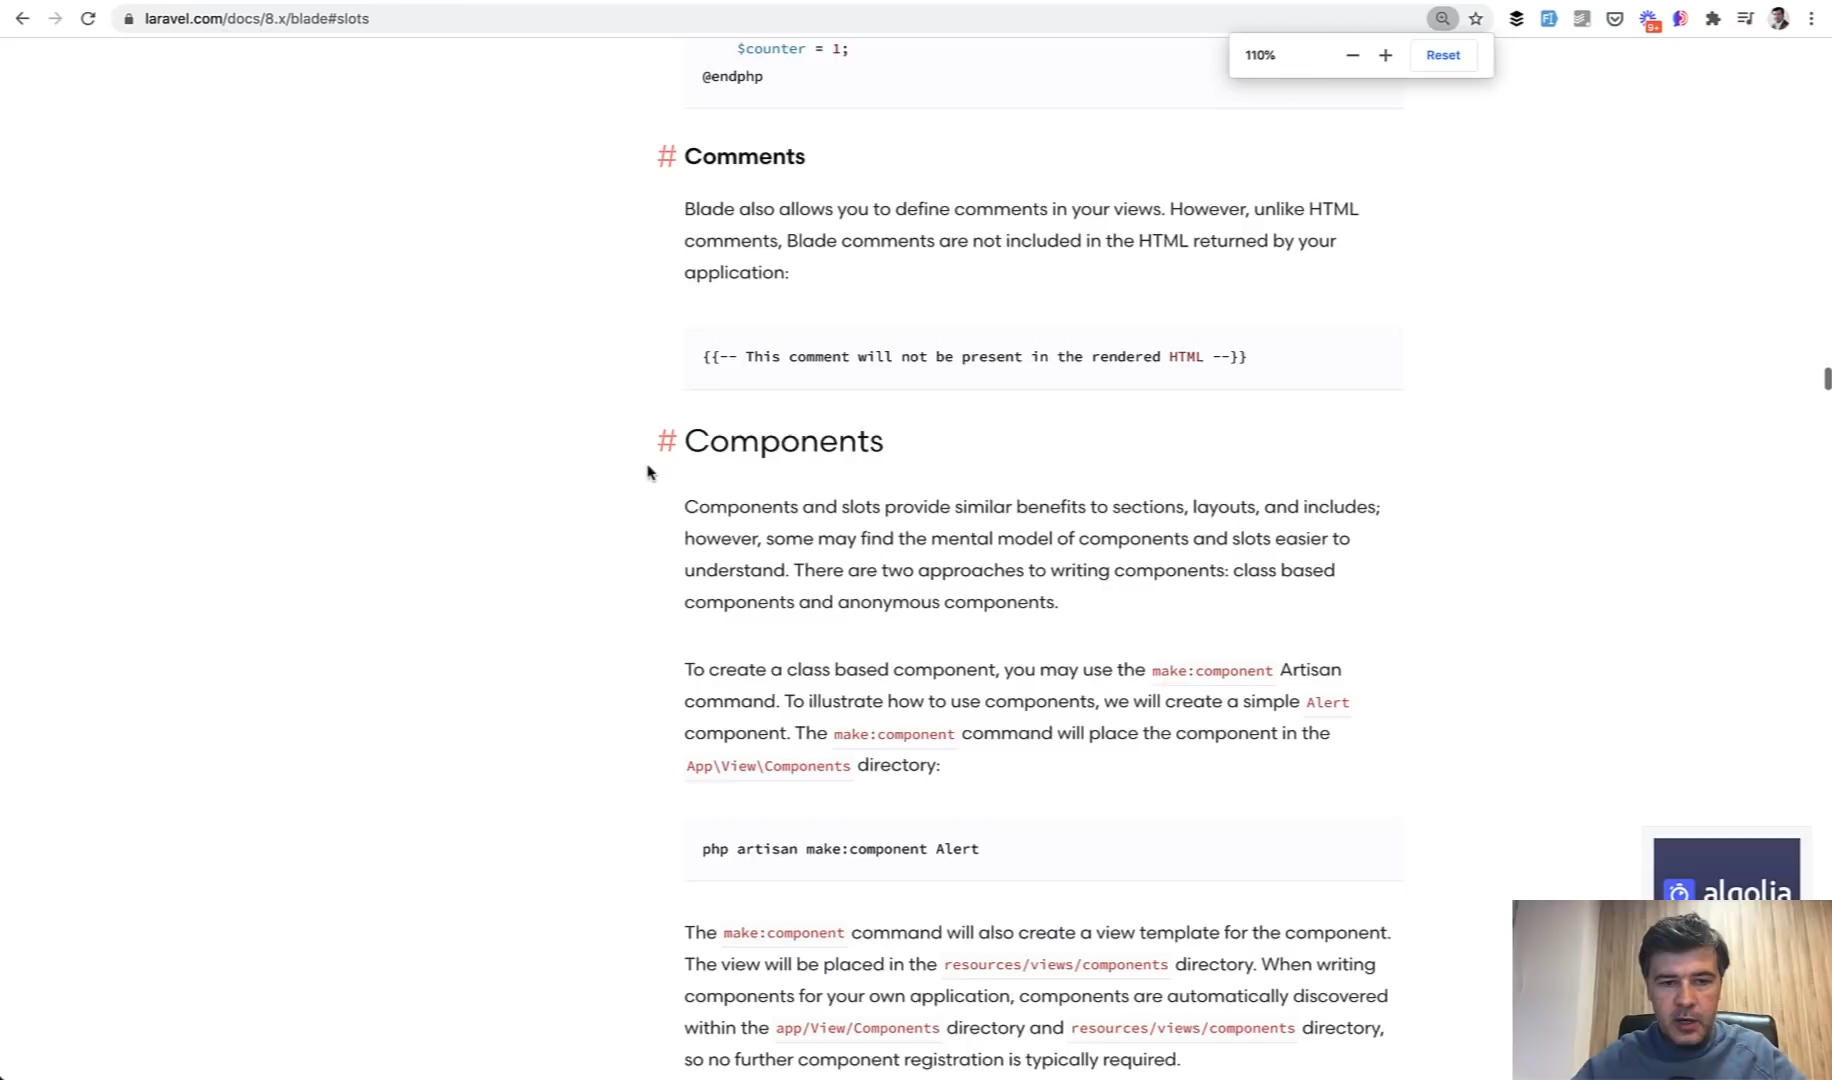 laravel.com/docs/8.x/blade#slots
9+
110%
Reset
$counter = 1;
@endphp
# Comments
Blade also allows you to define comments in your views. However, unlike HTML
comments, Blade comments are not included in the HTML returned by your
application:
{{-- This comment will not be present in the rendered HTML --}}
# Components
Components and slots provide similar benefits to sections, layouts, and includes;
however, some may find the mental model of components and slots easier to
understand. There are two approaches to writing components: class based
components and anonymous components.
To create a class based component, you may use the make:component Artisan
command. To illustrate how to use components, we will create a simple Alert
component. The make:component command will place the component in the
App\View\Components directory:
php artisan make:component Alert
algolia
The make:component command will also create a view template for the component.
The view will be placed in the resources/views/components directory. When writing
components for your own application, components are automatically discovered
within the app/View/Components directory and resources/views/components directory,
so no further component registration is typically required.